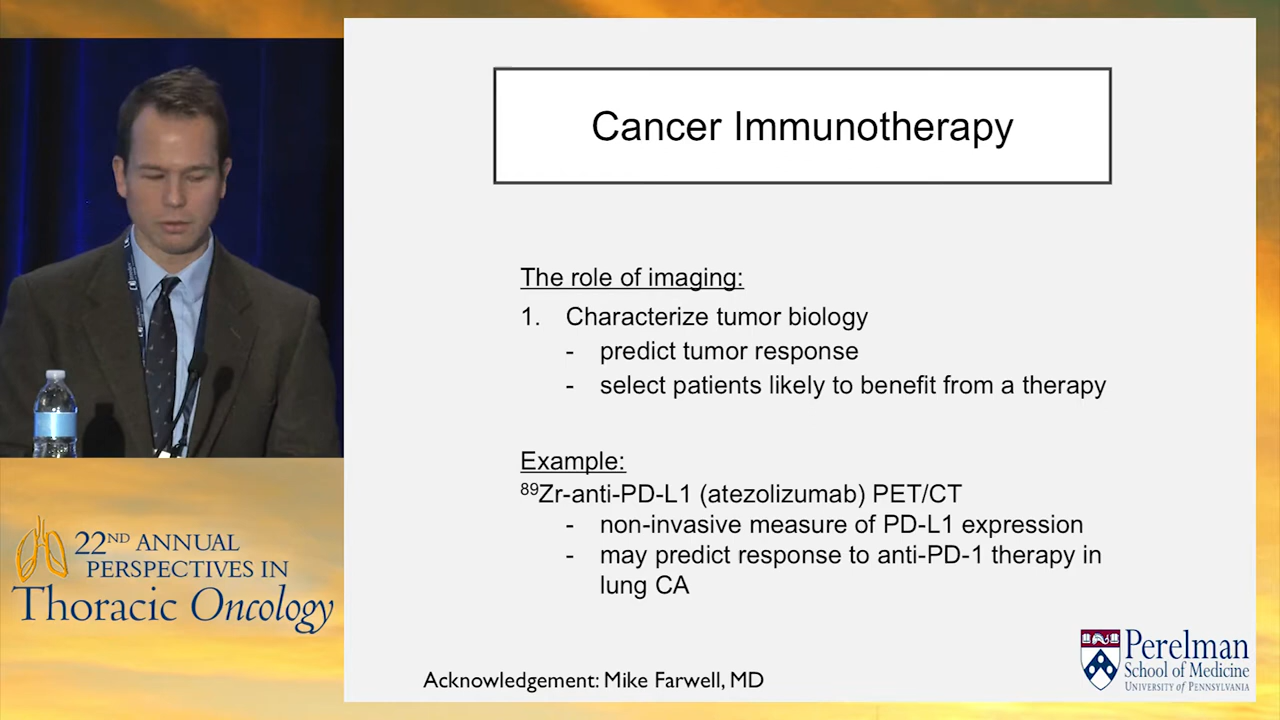 Cancer Immunotherapy
The role of imaging:
1. Characterize tumor biology
- predict tumor response
- select patients likely to benefit from a therapy
Example:
89Zr-anti-PD-L1 (atezolizumab) PET/CT
- non-invasive measure of PD-L1 expression
- may predict response to anti-PD-1 therapy in
lung CA
Acknowledgement: Mike Farwell, MD
Perelman
School of Medicine
University of Pennsylvania
22ND ANNUAL
PERSPECTIVES IN
Thoracic Oncology